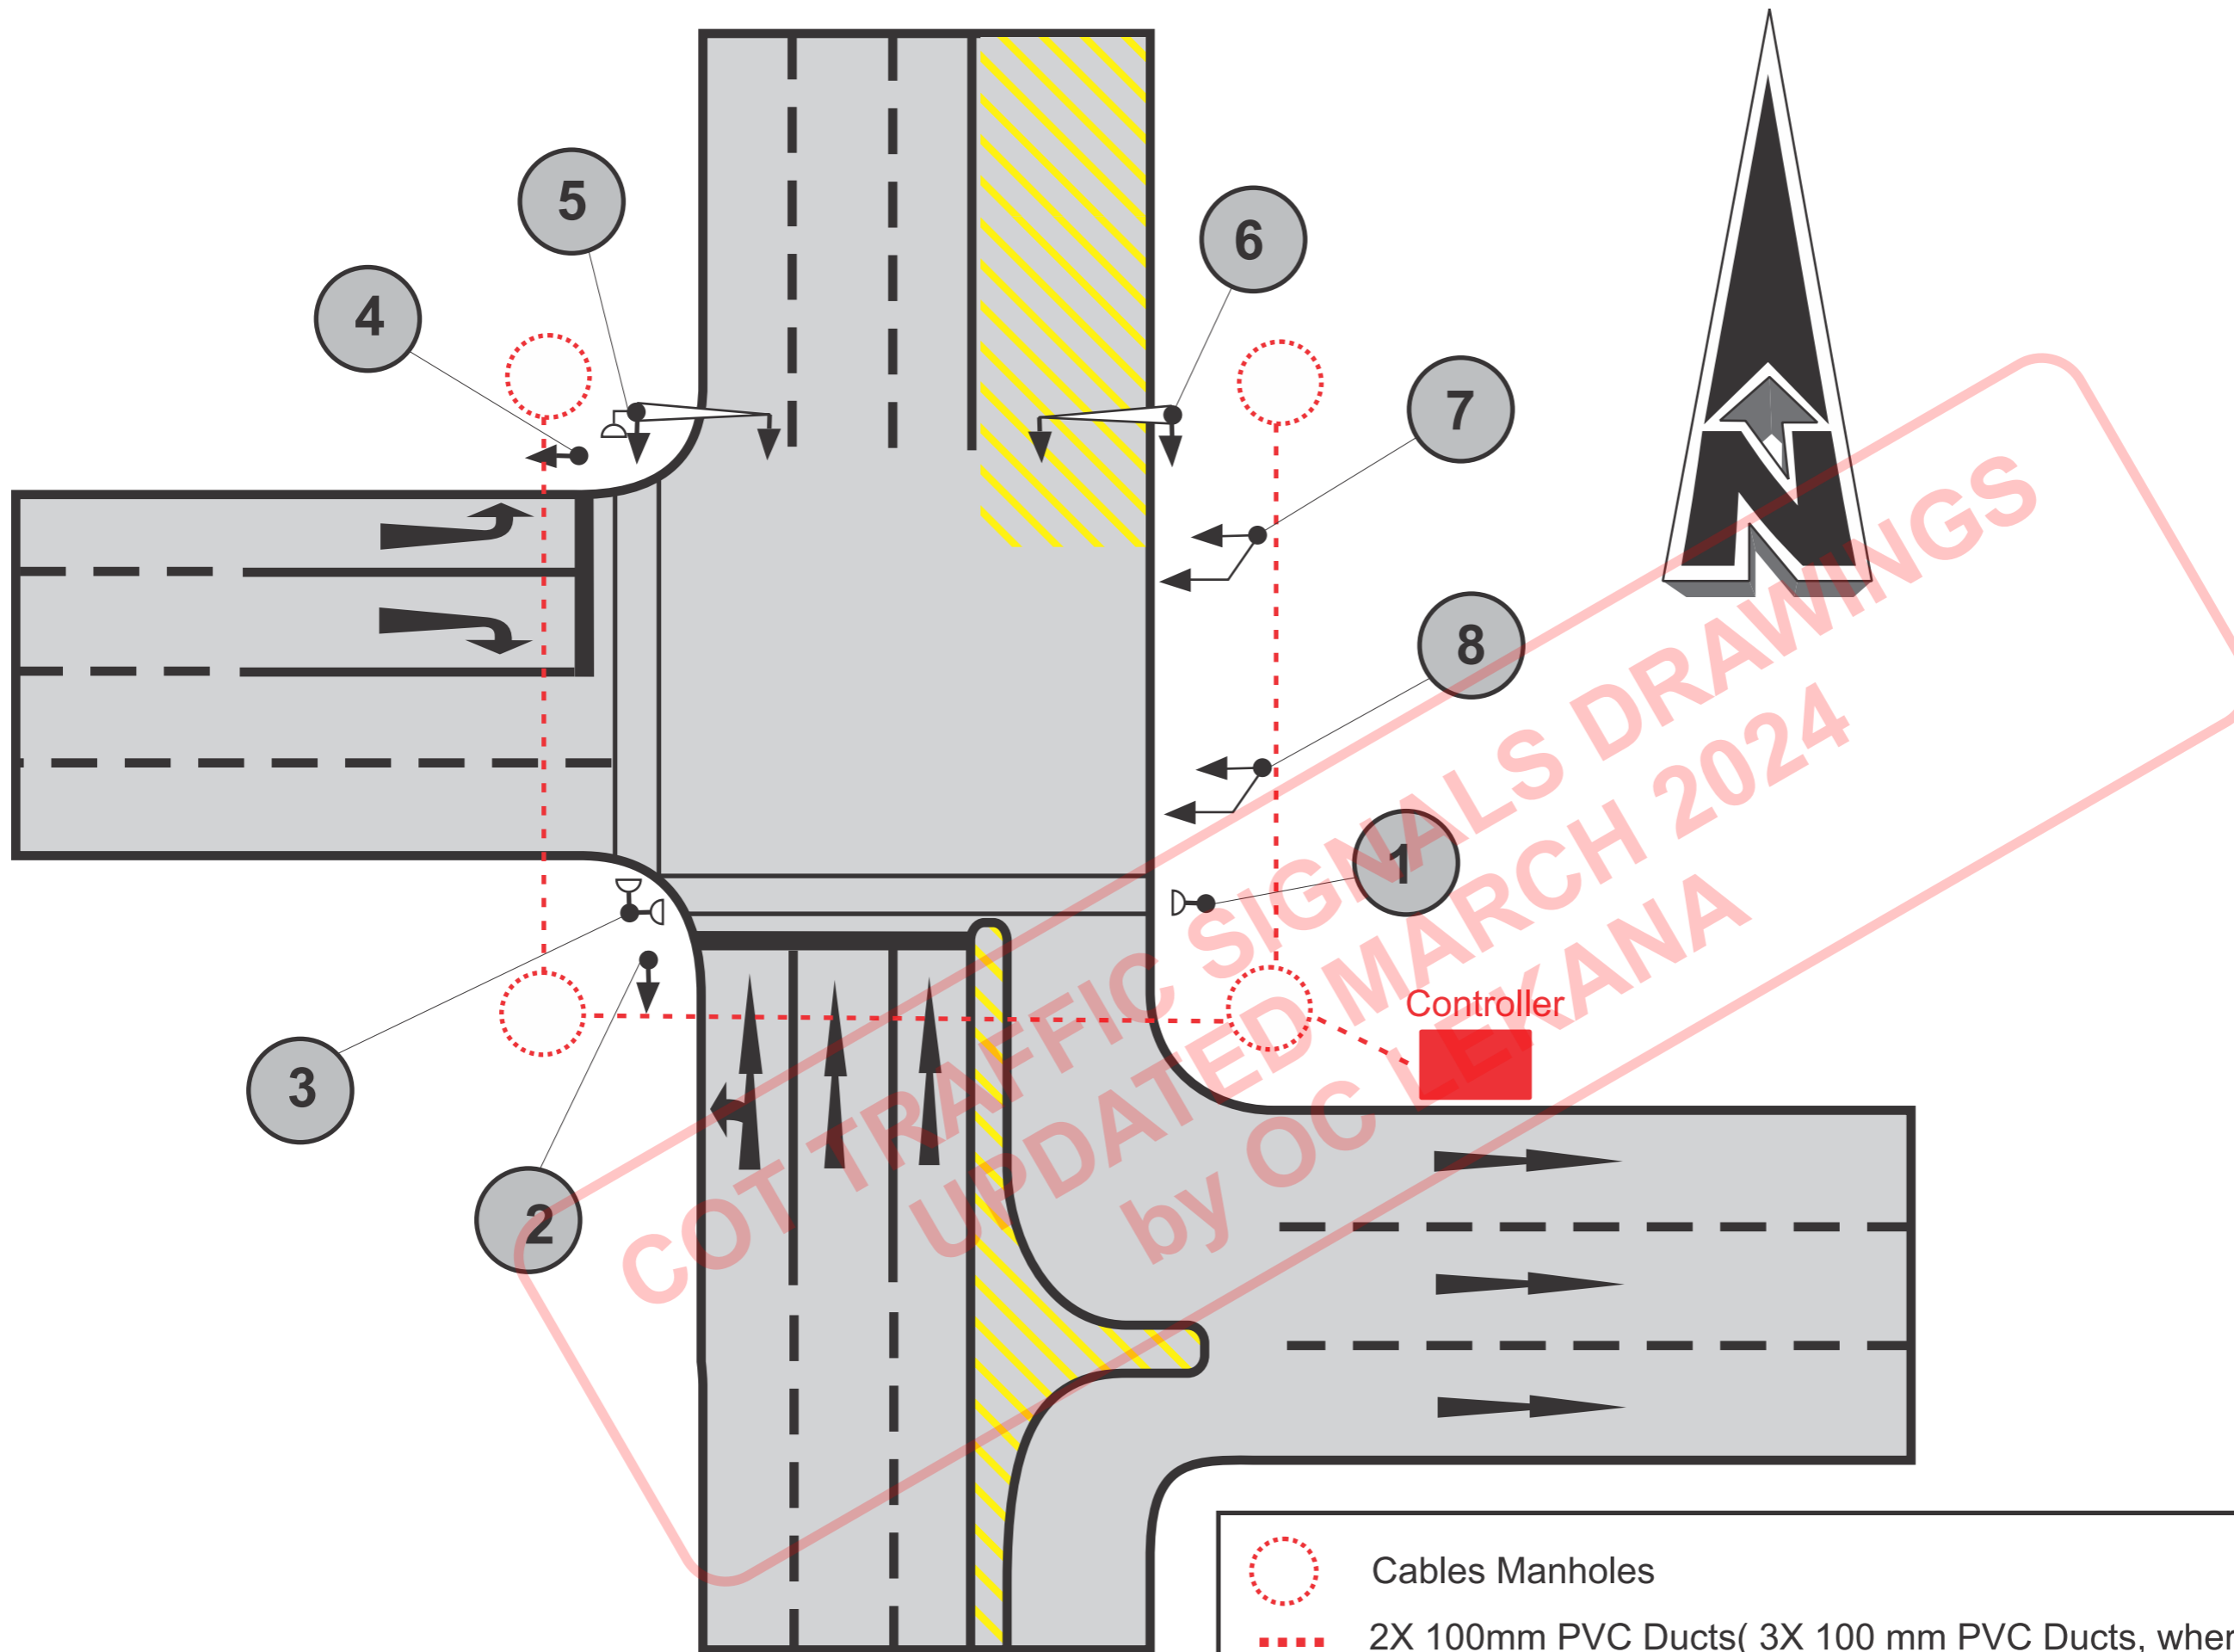 5
6
4
7
N
8
1
COT TRAFFIC SIGNALS DRAWINGS
UPDATED MARCH 2024
by OC LEKANA
Controller
3
2
Cables Manholes
2X 100mm PVC Ducts( 3X 100 mm PVC Ducts, wher